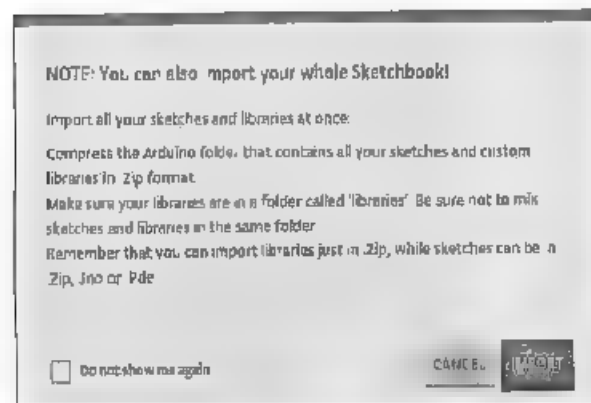 NOTE: You can also import your whole Sketchbook!
Import all your sketches and libraries at once:
Compress the Arduino folder that contains all your sketches and custom
libraries in .Zip format
Make sure your libraries are in a folder called 'libraries' Be sure not to mix
sketches and libraries in the same folder
Remember that you can import libraries just in .Zip, while sketches can be in
.Zip, .Ino or .Pde
Do not show me again
CANCEL